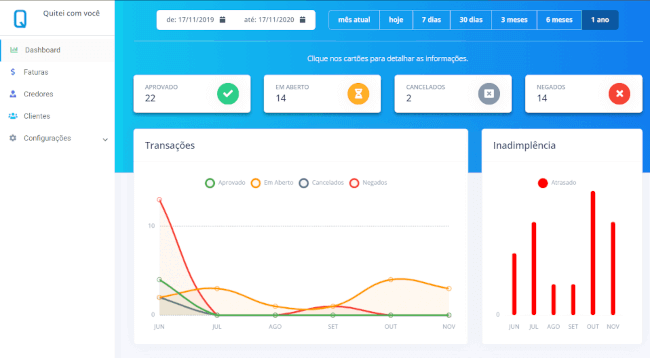 Quitei com você
Dashboard
Faturas
Credores
Clientes
Configurações
de: 17/11/2019
até: 17/11/2020
mês atual
hoje
7 dias
30 dias
3 meses
6 meses
1 ano
Clique nos cartões para detalhar as informações.
APROVADO
22
EM ABERTO
14
CANCELADOS
2
NEGADOS
14
Transações
Aprovado
Em Aberto
Cancelados
Negados
10
0
JUN
JUL
AGO
SET
OUT
NOV
Inadimplência
Atrasado
0
JUN
JUL
AGO
SET
OUT
NOV